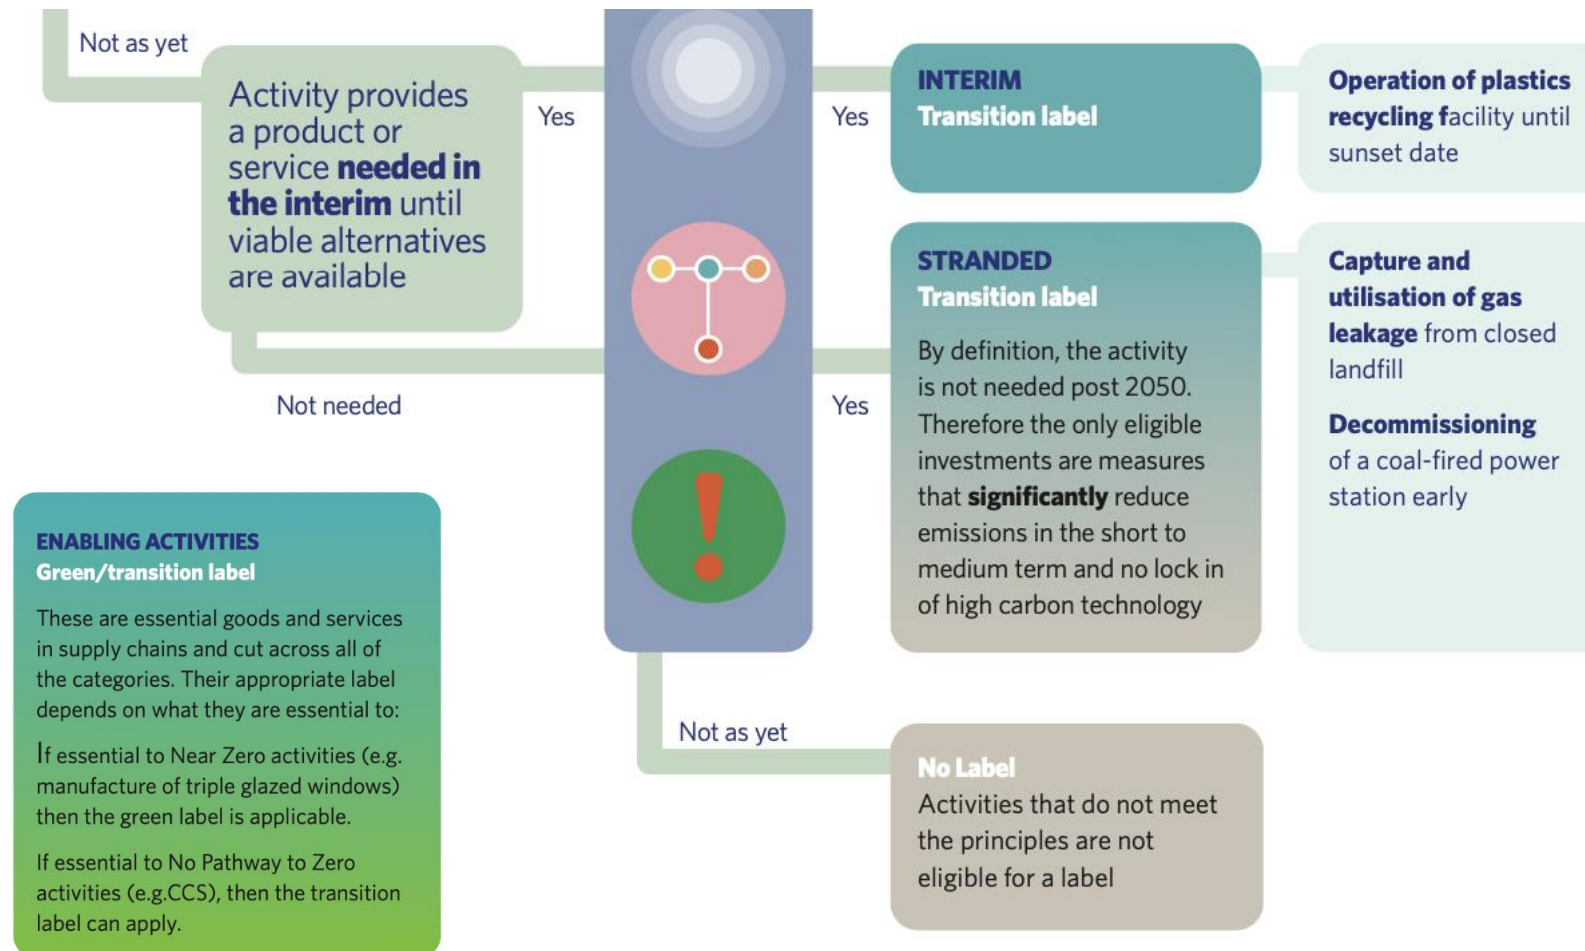 Not as yet
Activity provides
a product or
service needed in
the interim until
viable alternatives
are available
Yes
Yes
INTERIM
Transition label
Operation of plastics
recycling facility until
sunset date
Not needed
Yes
STRANDED
Transition label
By definition, the activity
is not needed post 2050.
Therefore the only eligible
investments are measures
that significantly reduce
emissions in the short to
medium term and no lock in
of high carbon technology
Capture and
utilisation of gas
leakage from closed
landfill
Decommissioning
of a coal-fired power
station early
ENABLING ACTIVITIES
Green/transition label
These are essential goods and services
in supply chains and cut across all of
the categories. Their appropriate label
depends on what they are essential to:
If essential to Near Zero activities (e.g.
manufacture of triple glazed windows)
then the green label is applicable.
If essential to No Pathway to Zero
activities (e.g.CCS), then the transition
label can apply.
Not as yet
No Label
Activities that do not meet
the principles are not
eligible for a label